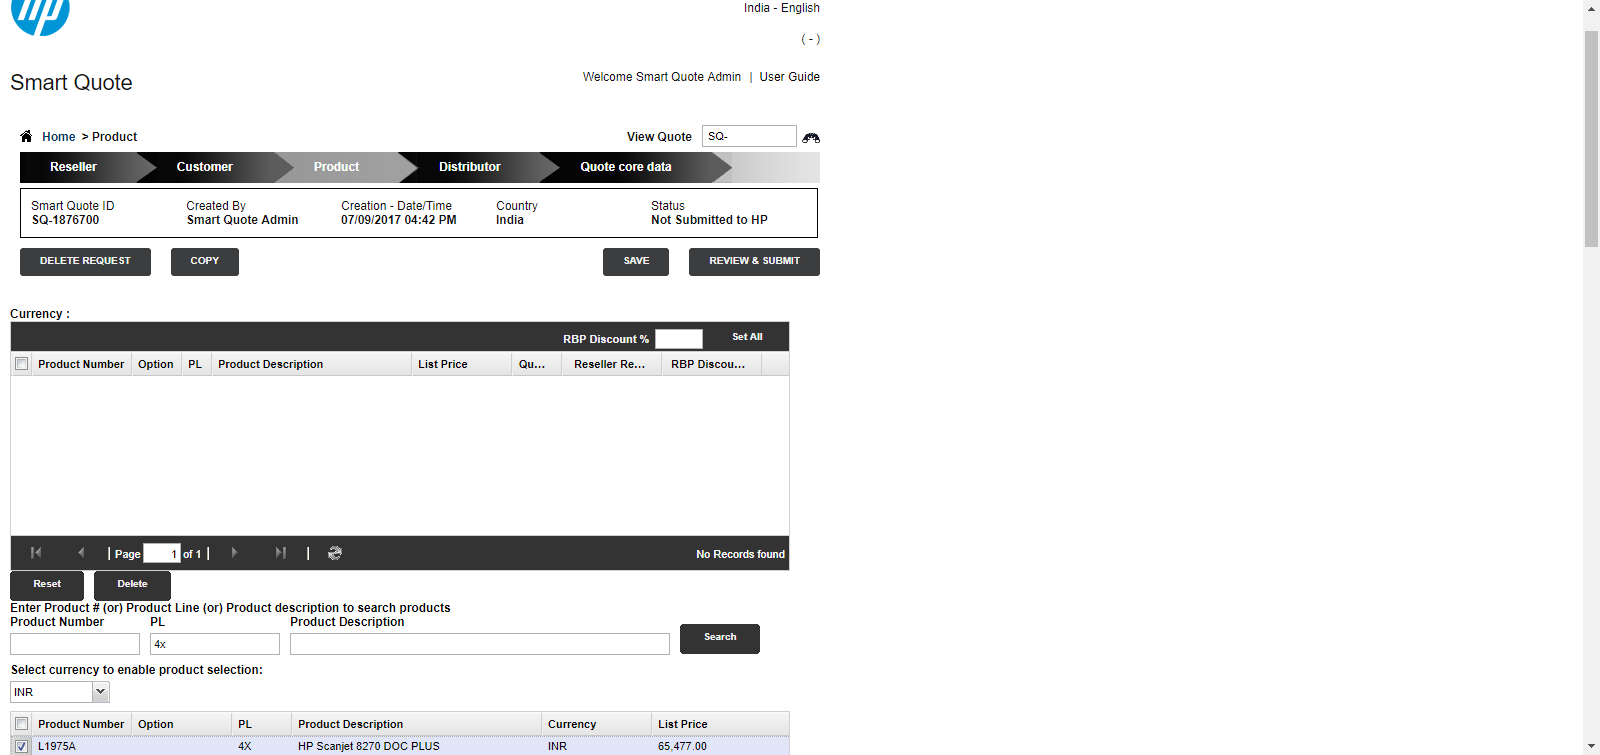 hp
India - English
( - )
Smart Quote
Welcome Smart Quote Admin | User Guide
Home > Product
View Quote SQ-
Reseller Customer Product Distributor Quote core data
Smart Quote ID Created By Creation - Date/Time Country Status
SQ-1876700 Smart Quote Admin 07/09/2017 04:42 PM India Not Submitted to HP
DELETE REQUEST COPY SAVE REVIEW & SUBMIT
Currency :
RBP Discount % Set All
Product Number Option PL Product Description List Price Qu... Reseller Re... RBP Discou...
| Page 1 of 1 | | No Records found
Reset Delete
Enter Product # (or) Product Line (or) Product description to search products
Product Number PL Product Description
4x Search
Select currency to enable product selection:
INR
Product Number Option PL Product Description Currency List Price
L1975A 4X HP Scanjet 8270 DOC PLUS INR 65,477.00